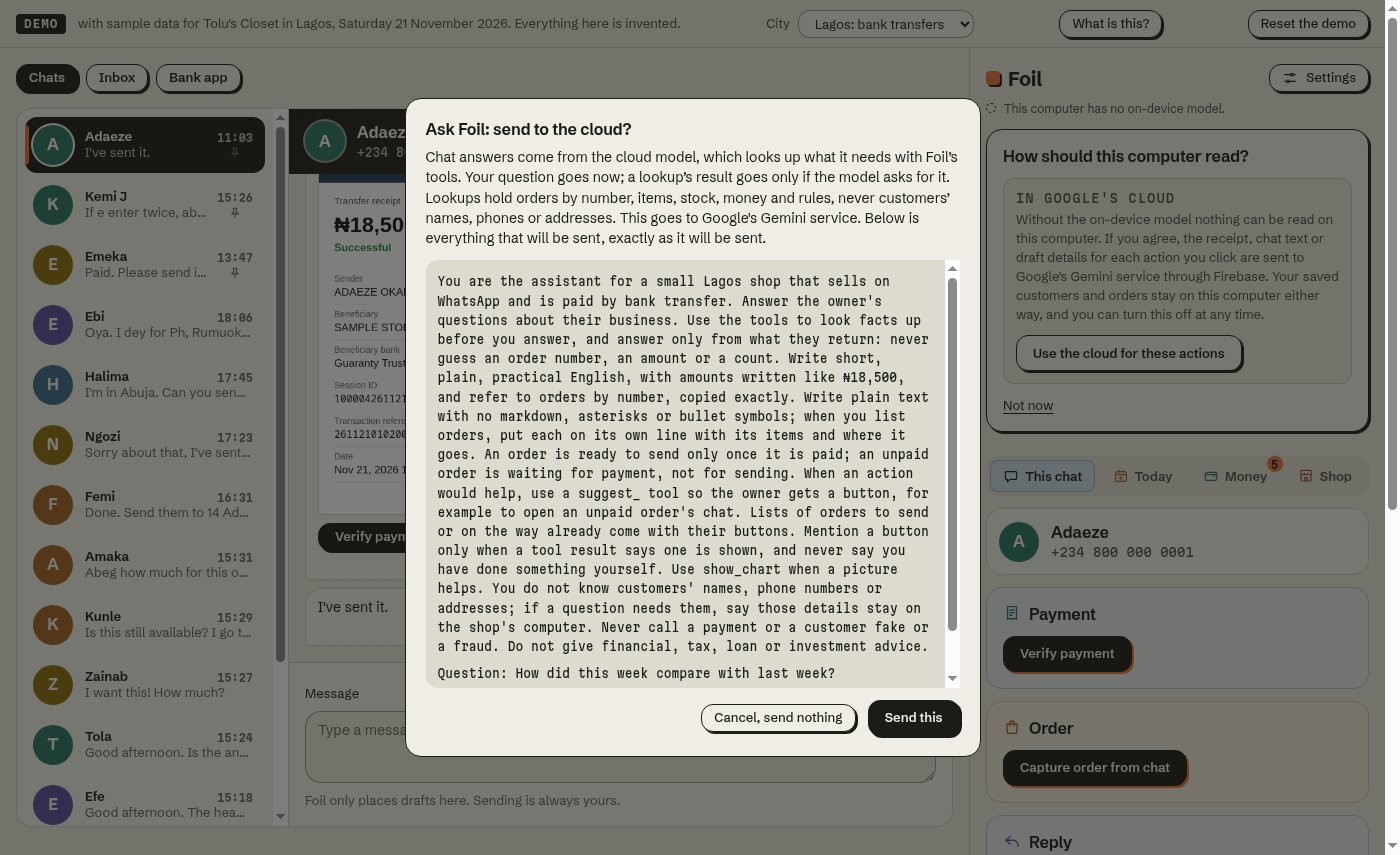 DEMO with sample data for Tolu's Closet in Lagos, Saturday 21 November 2026. Everything here is invented. City Lagos: bank transfers What is this? Reset the demo
Chats Inbox Bank app
Adaeze 11:03
I've sent it.
Kemi J 15:26
If e enter twice, ab...
Emeka 13:47
Paid. Please send i...
Ebi 18:06
Oya. I dey for Ph, Rumuok...
Halima 17:45
I'm in Abuja. Can you sen...
Ngozi 17:23
Sorry about that, I've sent...
Femi 16:31
Done. Send them to 14 Ad...
Amaka 15:31
Abeg how much for this o...
Kunle 15:29
Is this still available? I go t...
Zainab 15:27
I want this! How much?
Tola 15:24
Good afternoon. Is the an...
Efe 15:18
Good afternoon. The hea...
Adaez
+234 8
Transfer receipt
₦18,50
Successful
Sender
ADAEZE OKA
Beneficiary
SAMPLE STO
Beneficiary bank
Guaranty Trust
Session ID
10000426112
Transaction refere
261121010200
Date
Nov 21, 2026 1
Verify paym
I've sent it.
Message
Type a messa
Foil only places drafts here. Sending is always yours.
Ask Foil: send to the cloud?
Chat answers come from the cloud model, which looks up what it needs with Foil's
tools. Your question goes now; a lookup's result goes only if the model asks for it.
Lookups hold orders by number, items, stock, money and rules, never customers'
names, phones or addresses. This goes to Google's Gemini service. Below is
everything that will be sent, exactly as it will be sent.
You are the assistant for a small Lagos shop that sells on
WhatsApp and is paid by bank transfer. Answer the owner's
questions about their business. Use the tools to look facts up
before you answer, and answer only from what they return: never
guess an order number, an amount or a count. Write short,
plain, practical English, with amounts written like ₦18,500,
and refer to orders by number, copied exactly. Write plain text
with no markdown, asterisks or bullet symbols; when you list
orders, put each on its own line with its items and where it
goes. An order is ready to send only once it is paid; an unpaid
order is waiting for payment, not for sending. When an action
would help, use a suggest_ tool so the owner gets a button, for
example to open an unpaid order's chat. Lists of orders to send
or on the way already come with their buttons. Mention a button
only when a tool result says one is shown, and never say you
have done something yourself. Use show_chart when a picture
helps. You do not know customers' names, phone numbers or
addresses; if a question needs them, say those details stay on
the shop's computer. Never call a payment or a customer fake or
a fraud. Do not give financial, tax, loan or investment advice.
Question: How did this week compare with last week?
Cancel, send nothing Send this
Foil Settings
This computer has no on-device model.
How should this computer read?
IN GOOGLE'S CLOUD
Without the on-device model nothing can be read on
this computer. If you agree, the receipt, chat text or
draft details for each action you click are sent to
Google's Gemini service through Firebase. Your saved
customers and orders stay on this computer either
way, and you can turn this off at any time.
Use the cloud for these actions
Not now
This chat Today Money 5 Shop
Adaeze
+234 800 000 0001
Payment
Verify payment
Order
Capture order from chat
Reply